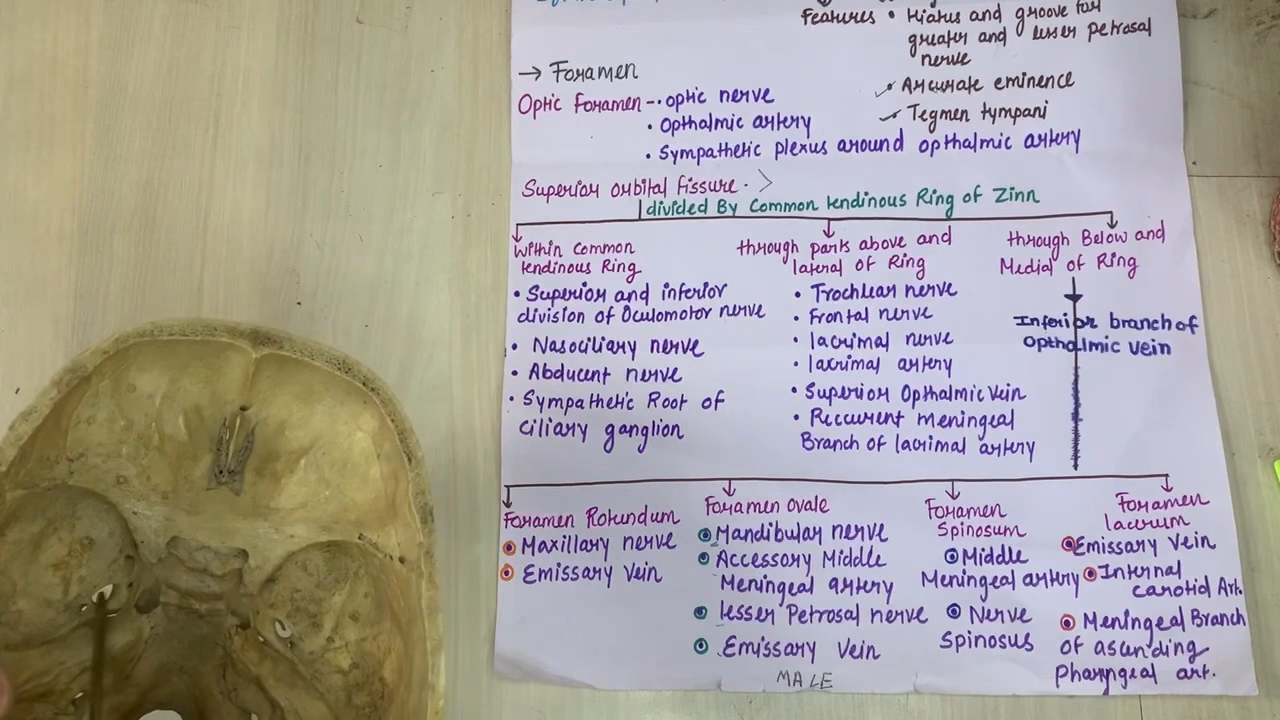 Features • Hiatus and groove for
greater and lesser Petrosal
nerve
→ Foramen
Arcurate eminence
Optic Foramen -• optic nerve
Tegmen tympani
• Opthalmic artery
• Sympathetic plexus around opthalmic artery
Superior orbital fissure.
divided By Common tendinous Ring of Zinn
Within Common
tendinous Ring
• Superior and inferior
division of Oculomotor nerve
• Nasociliary nerve
• Abducent nerve
• Sympathetic Root of
ciliary ganglion
through parts above and
lateral of Ring
• Trochlear nerve
• Frontal nerve
• lacrimal nerve
• lacrimal artery
• Superior Opthalmic Vein
• Reccurent meningeal
Branch of lacrimal artery
through Below and
Medial of Ring
Inferior branch of
Opthalmic vein
Foramen Rotundum
Maxillary nerve
Emissary Vein
Foramen Ovale
Mandibular nerve
Accessory Middle
Meningeal artery
lesser Petrosal nerve
Emissary Vein
Foramen
Spinosum
Middle
Meningeal artery
Nerve
Spinosus
Foramen
lacurum
Emissary Vein
Internal
carotid Art.
Meningeal Branch
of ascending
Pharyngeal art.
MALE